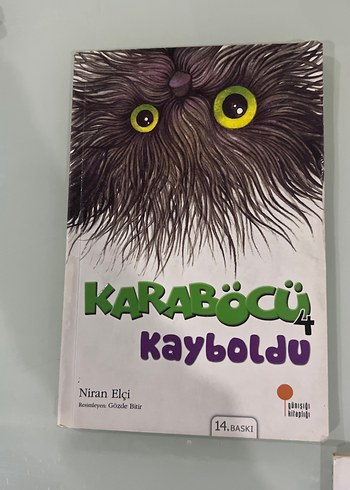 KARABÖCÜ
4
Kayboldu
Niran Elçi
Resimleyen: Gözde Bitir
günışığı
kitaplığı
14. BASKI